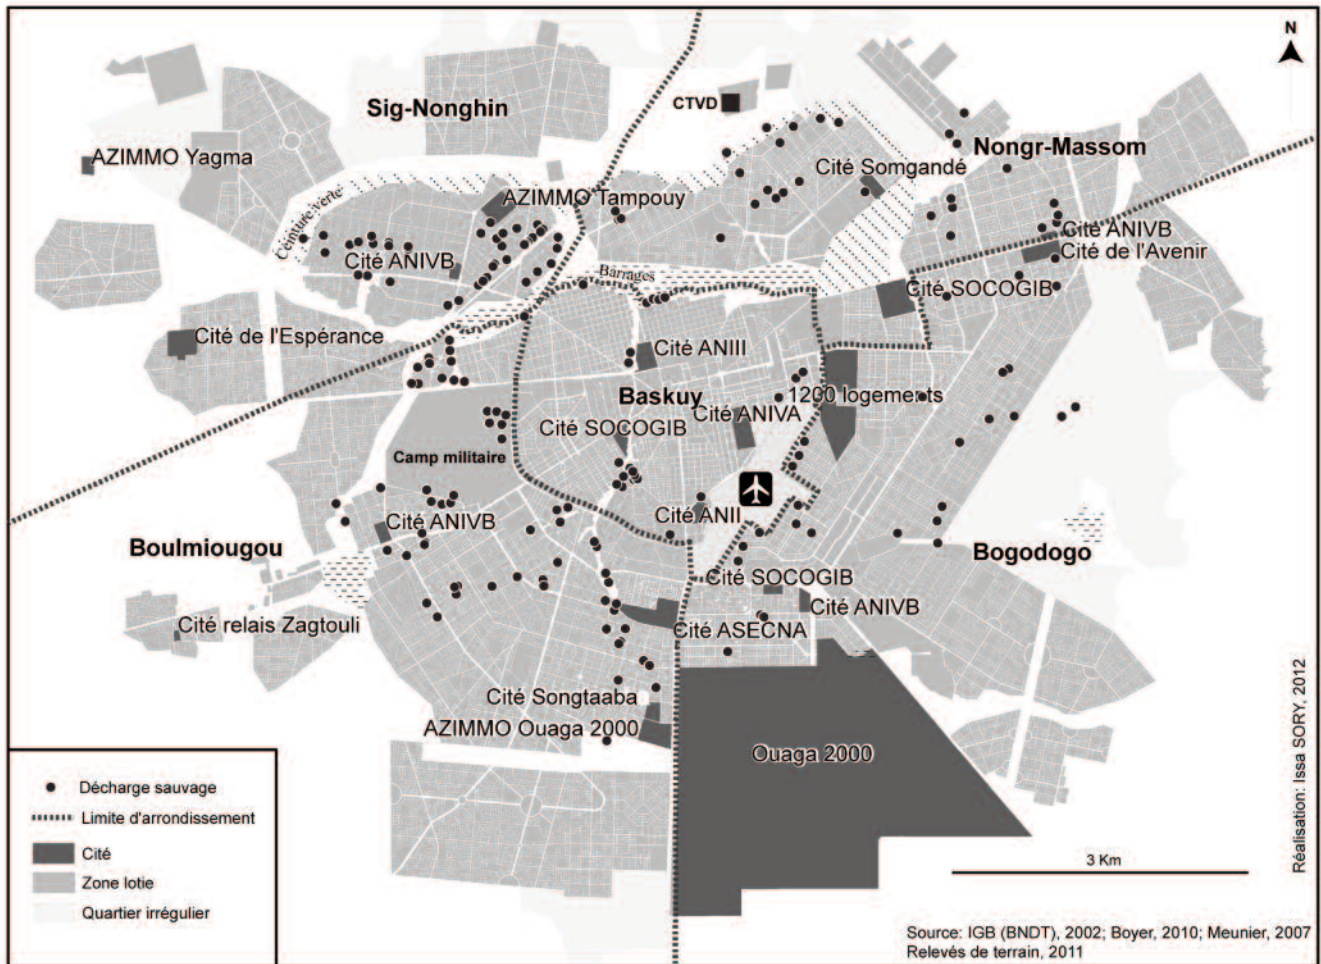 N
CTVD
Sig-Nonghin
Nongr-Massom
AZIMMO Yagma
Cité Somgandé
AZIMMO Tampouy
Ceinture verte
Cité ANIVB
Cité de l'Avenir
Cité ANIVB
Barrages
Cité SOCOGIB
Cité de l'Espérance
Cité ANIII
Baskuy
1200 logements
Cité ANIVA
Cité SOCOGIB
Camp militaire
Cité ANII
Cité ANIVB
Boulmiougou
Bogodogo
Cité SOCOGIB
Cité ANIVB
Cité relais Zagtouli
Cité ASECNA
Cité Songtaaba
AZIMMO Ouaga 2000
Ouaga 2000
Décharge sauvage
Limite d'arrondissement
Cité
Zone lotie
Quartier irrégulier
3 Km
Réalisation: Issa SORY, 2012
Source: IGB (BNDT), 2002; Boyer, 2010; Meunier, 2007
Relevés de terrain, 2011